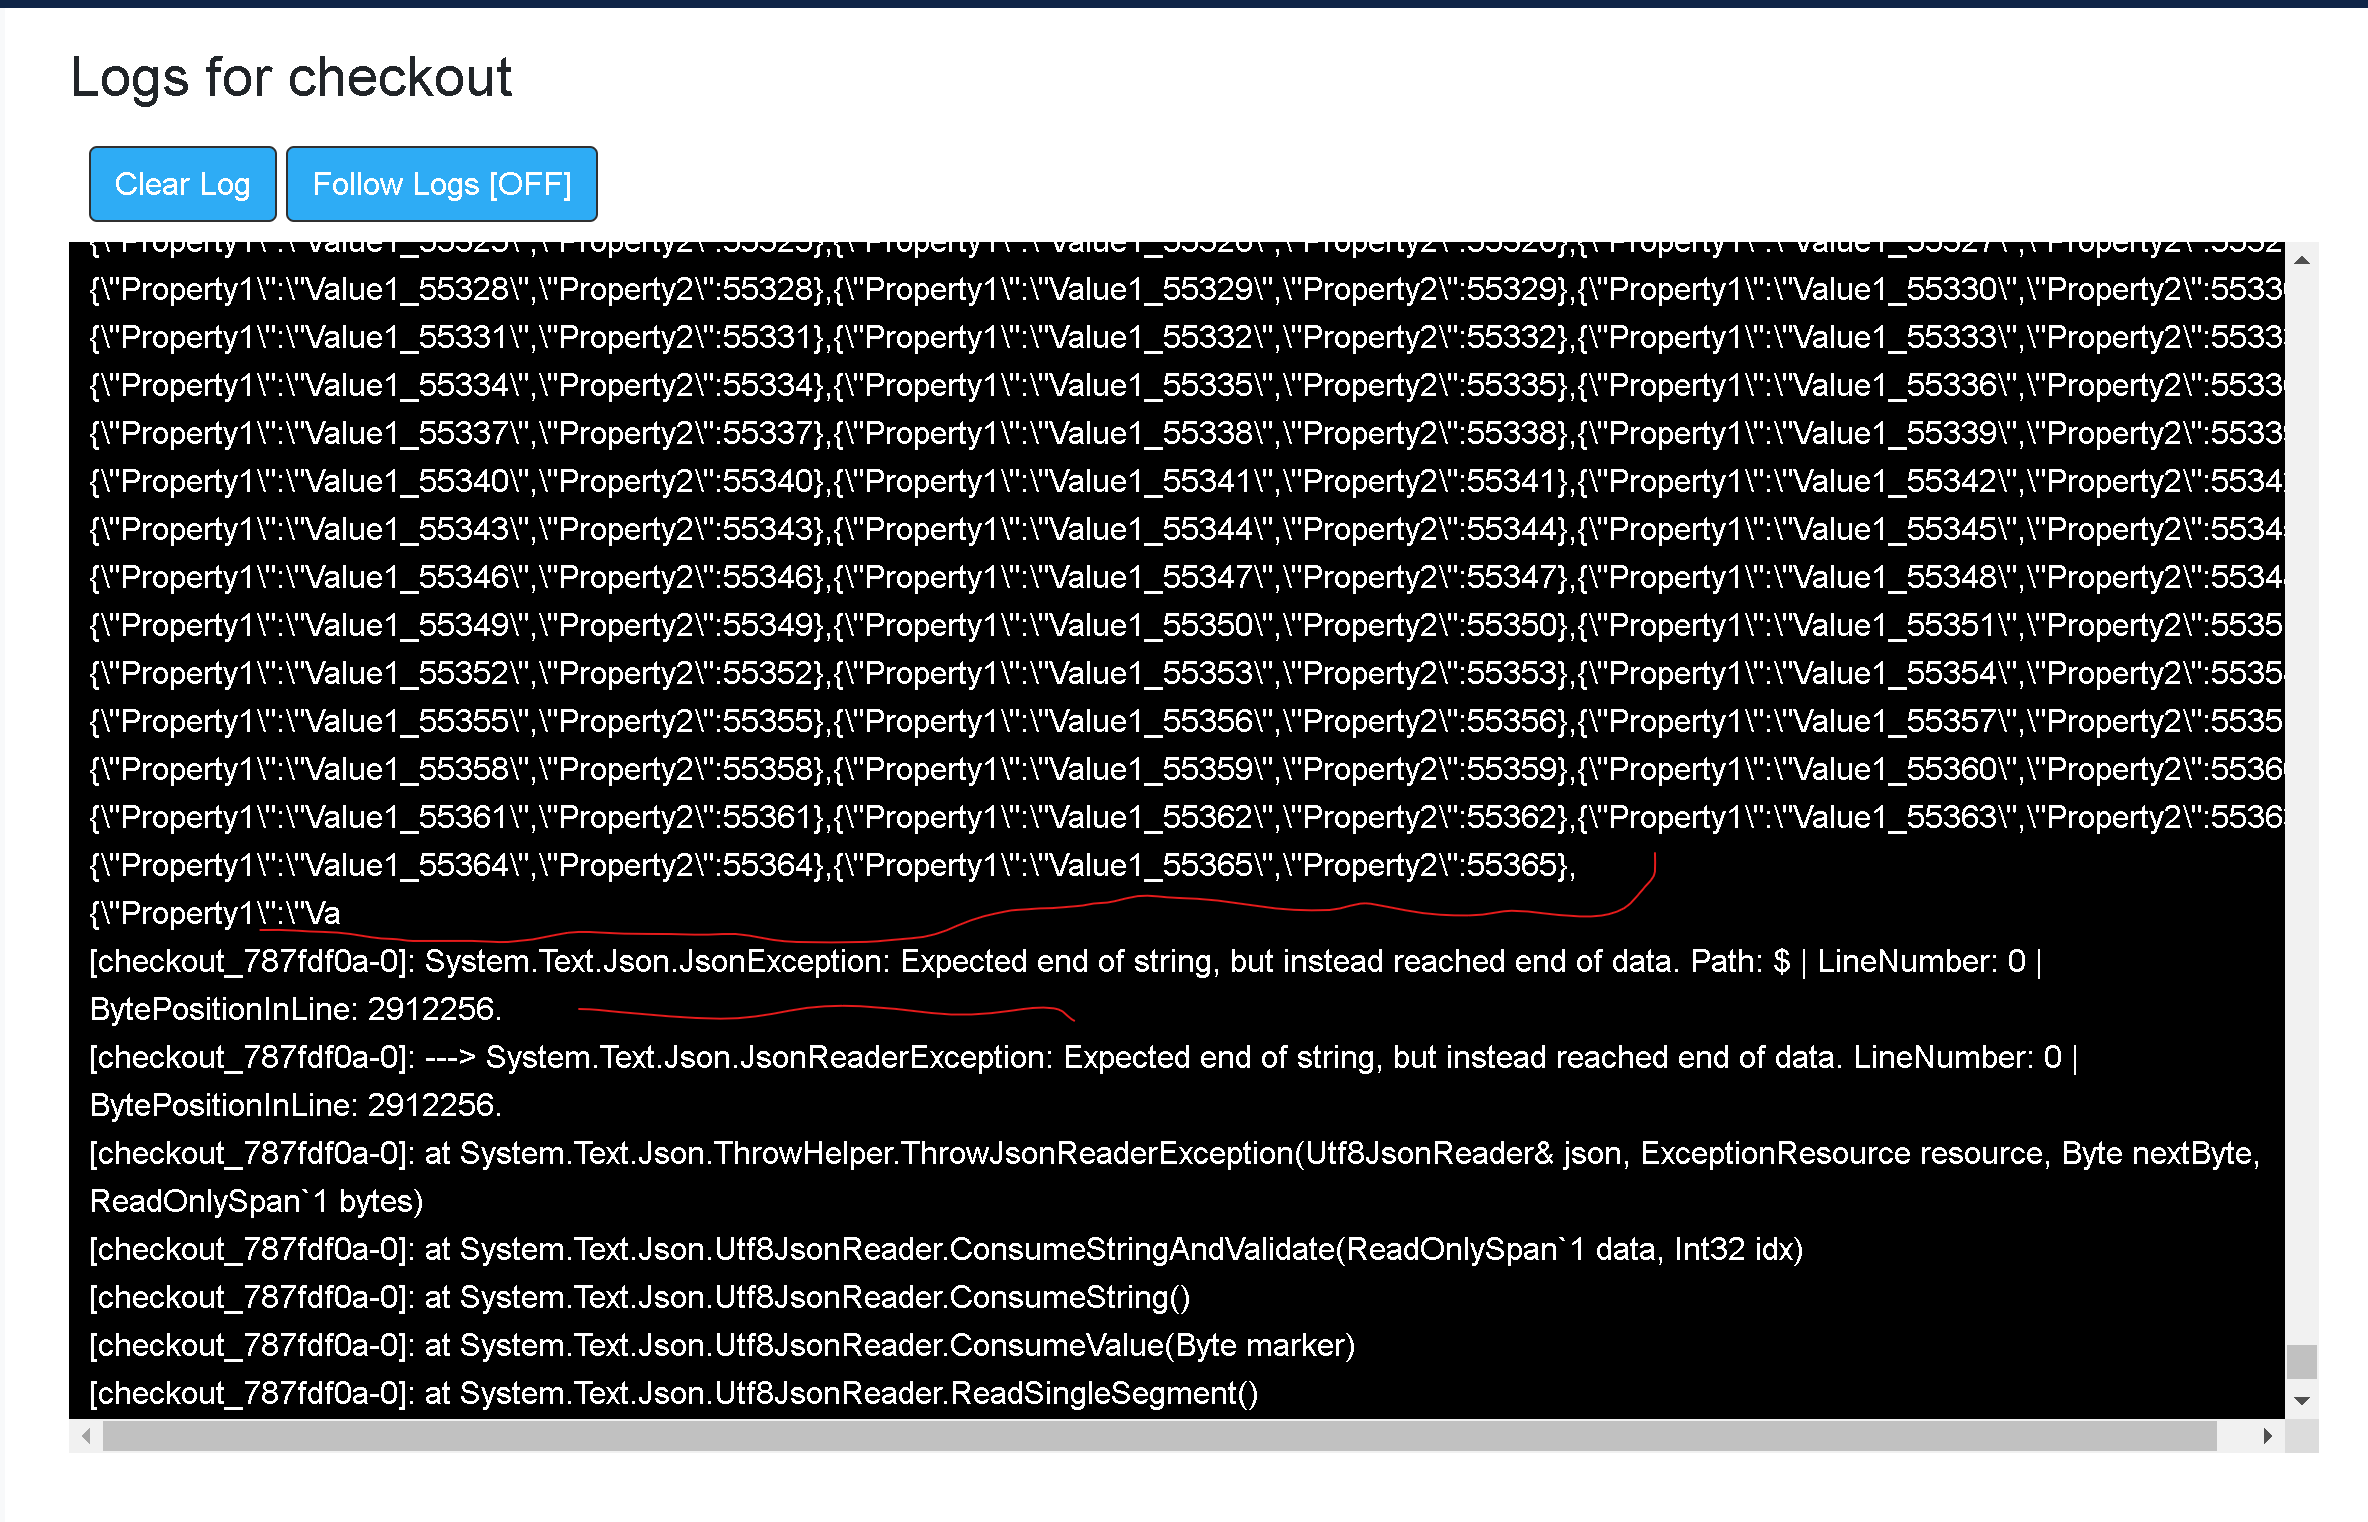 Logs for checkout
Clear Log Follow Logs [OFF]
{\"Property1\":\"Value1_55325\",\"Property2\":55325},{\"Property1\":\"Value1_55326\",\"Property2\":55326},{\"Property1\":\"Value1_55327\",\"Property2\":5532
{\"Property1\":\"Value1_55328\",\"Property2\":55328},{\"Property1\":\"Value1_55329\",\"Property2\":55329},{\"Property1\":\"Value1_55330\",\"Property2\":5533
{\"Property1\":\"Value1_55331\",\"Property2\":55331},{\"Property1\":\"Value1_55332\",\"Property2\":55332},{\"Property1\":\"Value1_55333\",\"Property2\":5533
{\"Property1\":\"Value1_55334\",\"Property2\":55334},{\"Property1\":\"Value1_55335\",\"Property2\":55335},{\"Property1\":\"Value1_55336\",\"Property2\":5533
{\"Property1\":\"Value1_55337\",\"Property2\":55337},{\"Property1\":\"Value1_55338\",\"Property2\":55338},{\"Property1\":\"Value1_55339\",\"Property2\":5533
{\"Property1\":\"Value1_55340\",\"Property2\":55340},{\"Property1\":\"Value1_55341\",\"Property2\":55341},{\"Property1\":\"Value1_55342\",\"Property2\":5534
{\"Property1\":\"Value1_55343\",\"Property2\":55343},{\"Property1\":\"Value1_55344\",\"Property2\":55344},{\"Property1\":\"Value1_55345\",\"Property2\":5534
{\"Property1\":\"Value1_55346\",\"Property2\":55346},{\"Property1\":\"Value1_55347\",\"Property2\":55347},{\"Property1\":\"Value1_55348\",\"Property2\":5534
{\"Property1\":\"Value1_55349\",\"Property2\":55349},{\"Property1\":\"Value1_55350\",\"Property2\":55350},{\"Property1\":\"Value1_55351\",\"Property2\":5535
{\"Property1\":\"Value1_55352\",\"Property2\":55352},{\"Property1\":\"Value1_55353\",\"Property2\":55353},{\"Property1\":\"Value1_55354\",\"Property2\":5535
{\"Property1\":\"Value1_55355\",\"Property2\":55355},{\"Property1\":\"Value1_55356\",\"Property2\":55356},{\"Property1\":\"Value1_55357\",\"Property2\":5535
{\"Property1\":\"Value1_55358\",\"Property2\":55358},{\"Property1\":\"Value1_55359\",\"Property2\":55359},{\"Property1\":\"Value1_55360\",\"Property2\":5536
{\"Property1\":\"Value1_55361\",\"Property2\":55361},{\"Property1\":\"Value1_55362\",\"Property2\":55362},{\"Property1\":\"Value1_55363\",\"Property2\":5536
{\"Property1\":\"Value1_55364\",\"Property2\":55364},{\"Property1\":\"Value1_55365\",\"Property2\":55365},
{\"Property1\":\"Va
[checkout_787fdf0a-0]: System.Text.Json.JsonException: Expected end of string, but instead reached end of data. Path: $ | LineNumber: 0 |
BytePositionInLine: 2912256.
[checkout_787fdf0a-0]: ---> System.Text.Json.JsonReaderException: Expected end of string, but instead reached end of data. LineNumber: 0 |
BytePositionInLine: 2912256.
[checkout_787fdf0a-0]: at System.Text.Json.ThrowHelper.ThrowJsonReaderException(Utf8JsonReader& json, ExceptionResource resource, Byte nextByte,
ReadOnlySpan`1 bytes)
[checkout_787fdf0a-0]: at System.Text.Json.Utf8JsonReader.ConsumeStringAndValidate(ReadOnlySpan`1 data, Int32 idx)
[checkout_787fdf0a-0]: at System.Text.Json.Utf8JsonReader.ConsumeString()
[checkout_787fdf0a-0]: at System.Text.Json.Utf8JsonReader.ConsumeValue(Byte marker)
[checkout_787fdf0a-0]: at System.Text.Json.Utf8JsonReader.ReadSingleSegment()